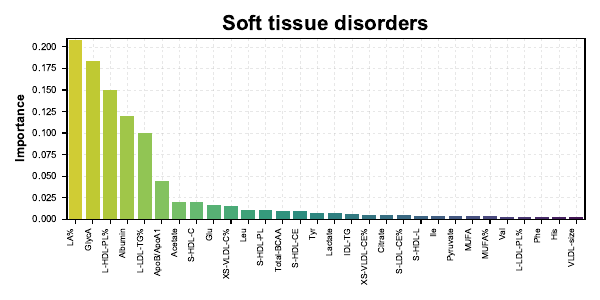 Soft tissue disorders
Importance
0.200
0.175
0.150
0.125
0.100
0.075
0.050
0.025
0.000
LA%
GlycA
L-HDL-PL%
Albumin
L-LDL-TG%
ApoB/ApoA1
Acetate
S-HDL-C
Glu
XS-VLDL-C%
Leu
S-HDL-PL
Total-BCAA
S-HDL-CE
Tyr
Lactate
IDL-TG
XS-VLDL-CE%
Citrate
S-LDL-CE%
S-HDL-L
Ile
Pyruvate
MUFA
MUFA%
Val
L-LDL-PL%
Phe
His
VLDL-size